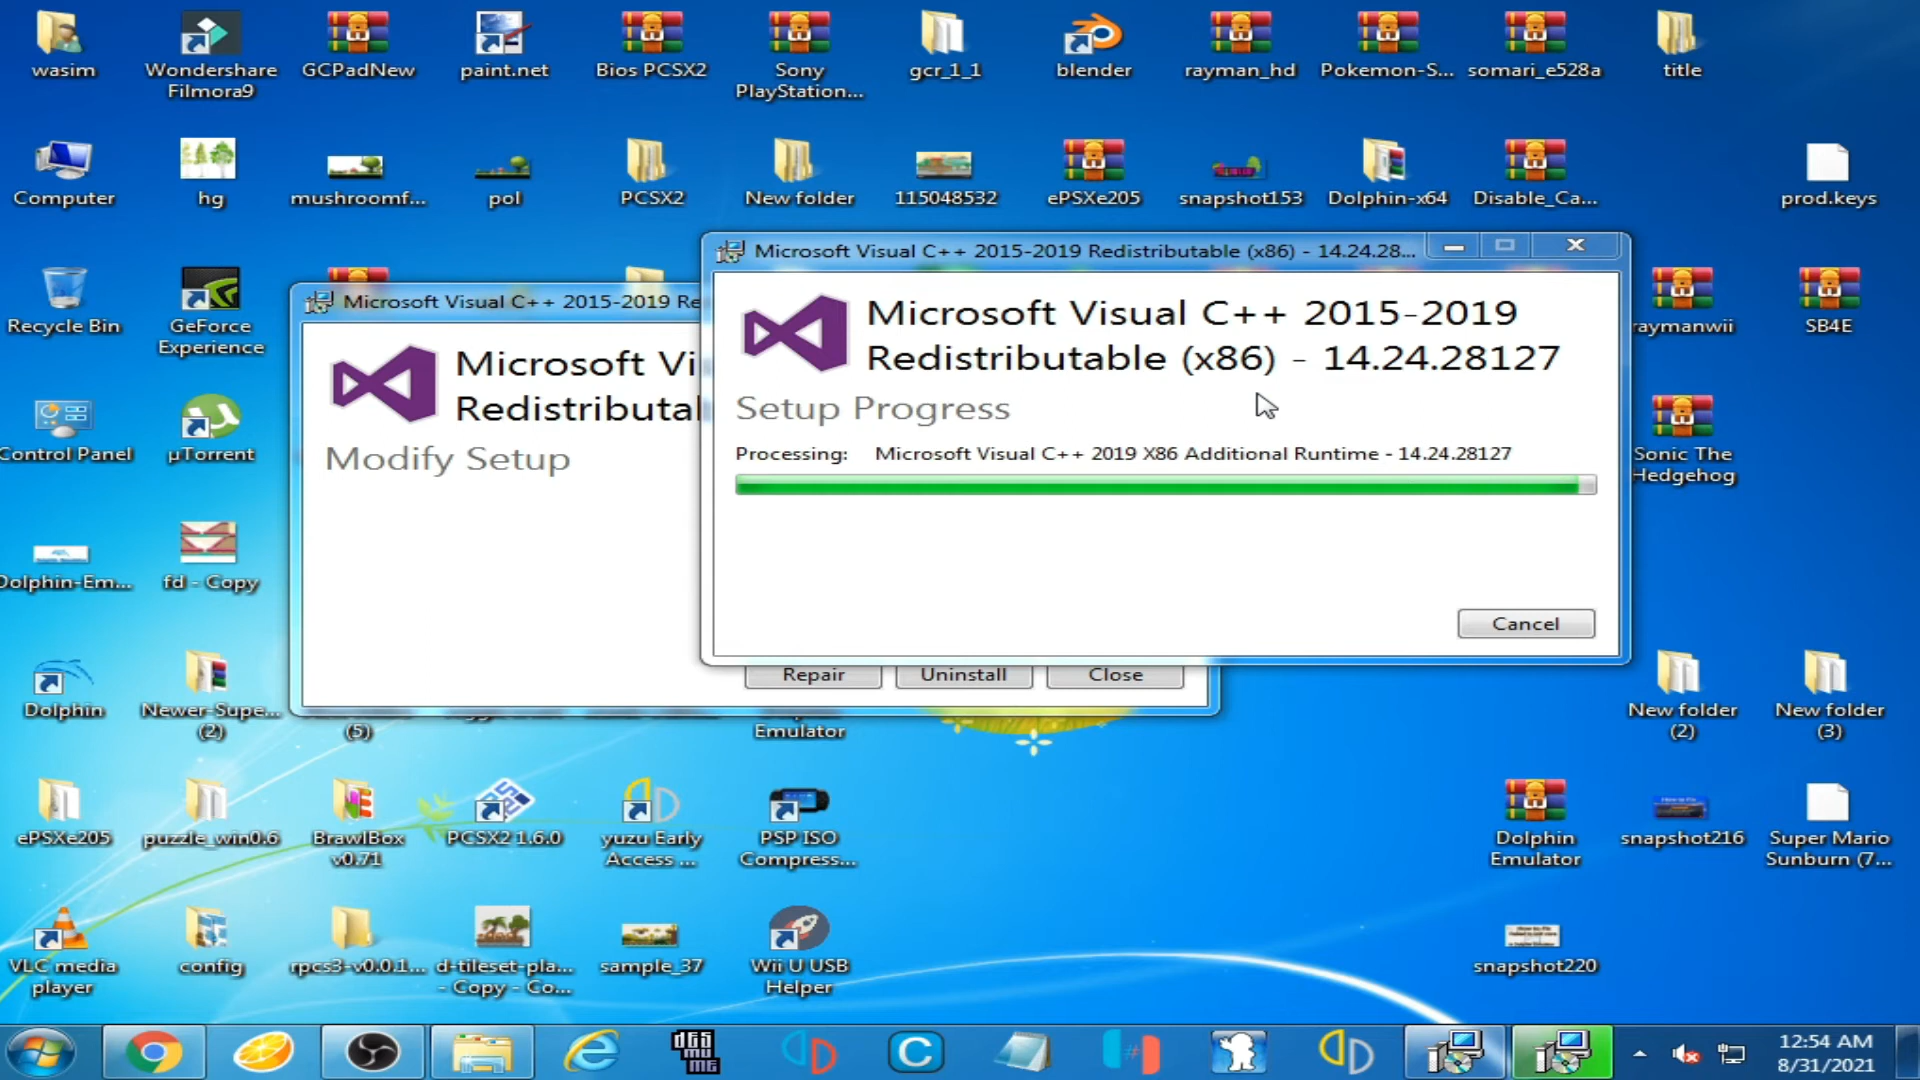 wasim
Wondershare
Filmora9
GCPadNew
paint.net
Bios PCSX2
Sony
PlayStation...
gcr_1_1
blender
rayman_hd
Pokemon-S...
somari_e528a
title
Computer
hg
mushroomf...
pol
PCSX2
New folder
115048532
ePSXe205
snapshot153
Dolphin-x64
Disable_Ca...
prod.keys
Recycle Bin
GeForce
Experience
Microsoft Visual C++ 2015-2019 Re
Microsoft Vi
Redistributal
Modify Setup
Repair
Uninstall
Close
Microsoft Visual C++ 2015-2019 Redistributable (x86) - 14.24.28...
Microsoft Visual C++ 2015-2019
Redistributable (x86) - 14.24.28127
Setup Progress
Processing: Microsoft Visual C++ 2019 X86 Additional Runtime - 14.24.28127
Cancel
raymanwii
SB4E
Control Panel
µTorrent
Sonic The
Hedgehog
Dolphin-Em...
fd - Copy
Dolphin
Newer-Supe...
(2)
(5)
Emulator
New folder
(2)
New folder
(3)
ePSXe205
puzzle_win0.6
BrawlBox
v0.71
PCSX2 1.6.0
yuzu Early
Access ...
PSP ISO
Compress...
Dolphin
Emulator
snapshot216
Super Mario
Sunburn (7...
VLC media
player
config
rpcs3-v0.0.1...
d-tileset-pla...
- Copy - Co...
sample_37
Wii U USB
Helper
snapshot220
12:54 AM
8/31/2021